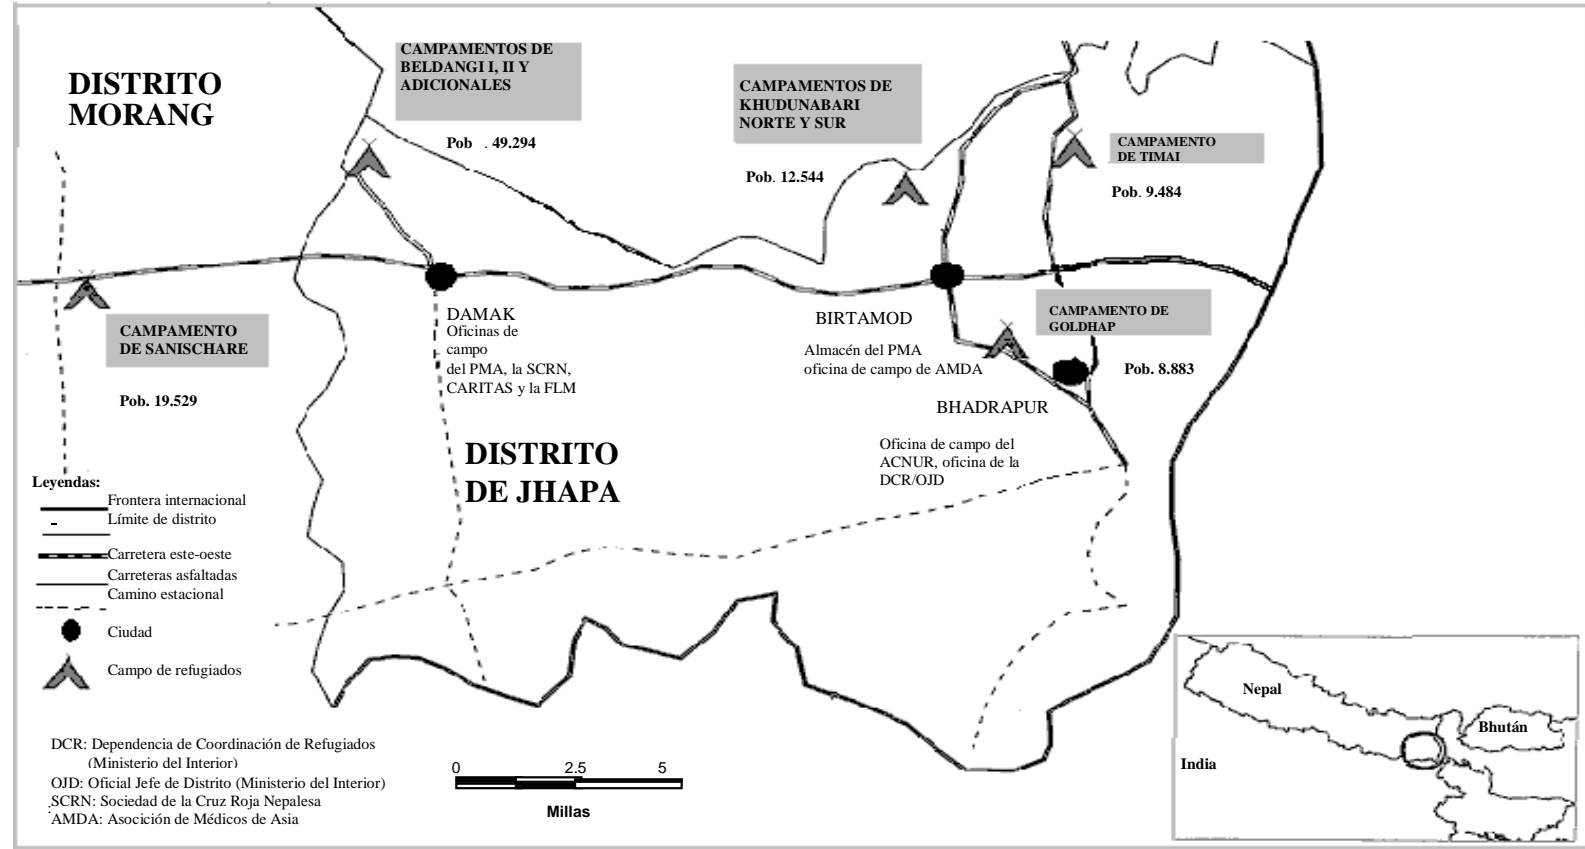 DISTRITO
MORANG
CAMPAMENTOS DE
BELDANGI I, II Y
ADICIONALES
Pob . 49.294
CAMPAMENTOS DE
KHUDUNABARI
NORTE Y SUR
Pob. 12.544
CAMPAMENTO
DE TIMAI
Pob. 9.484
CAMPAMENTO
DE SANISCHARE
Pob. 19.529
DAMAK
Oficinas de
campo
del PMA, la SCRN,
CARITAS y la FLM
BIRTAMOD
Almacén del PMA
oficina de campo de AMDA
CAMPAMENTO DE
GOLDHAP
Pob. 8.883
BHADRAPUR
Oficina de campo del
ACNUR, oficina de la
DCR/OJD
DISTRITO
DE JHAPA
Leyendas:
Frontera internacional
Límite de distrito
Carretera este-oeste
Carreteras asfaltadas
Camino estacional
Ciudad
Campo de refugiados
DCR: Dependencia de Coordinación de Refugiados
(Ministerio del Interior)
OJD: Oficial Jefe de Distrito (Ministerio del Interior)
SCRN: Sociedad de la Cruz Roja Nepalesa
AMDA: Asocición de Médicos de Asia
0 2.5 5
Millas
Nepal
Bhután
India